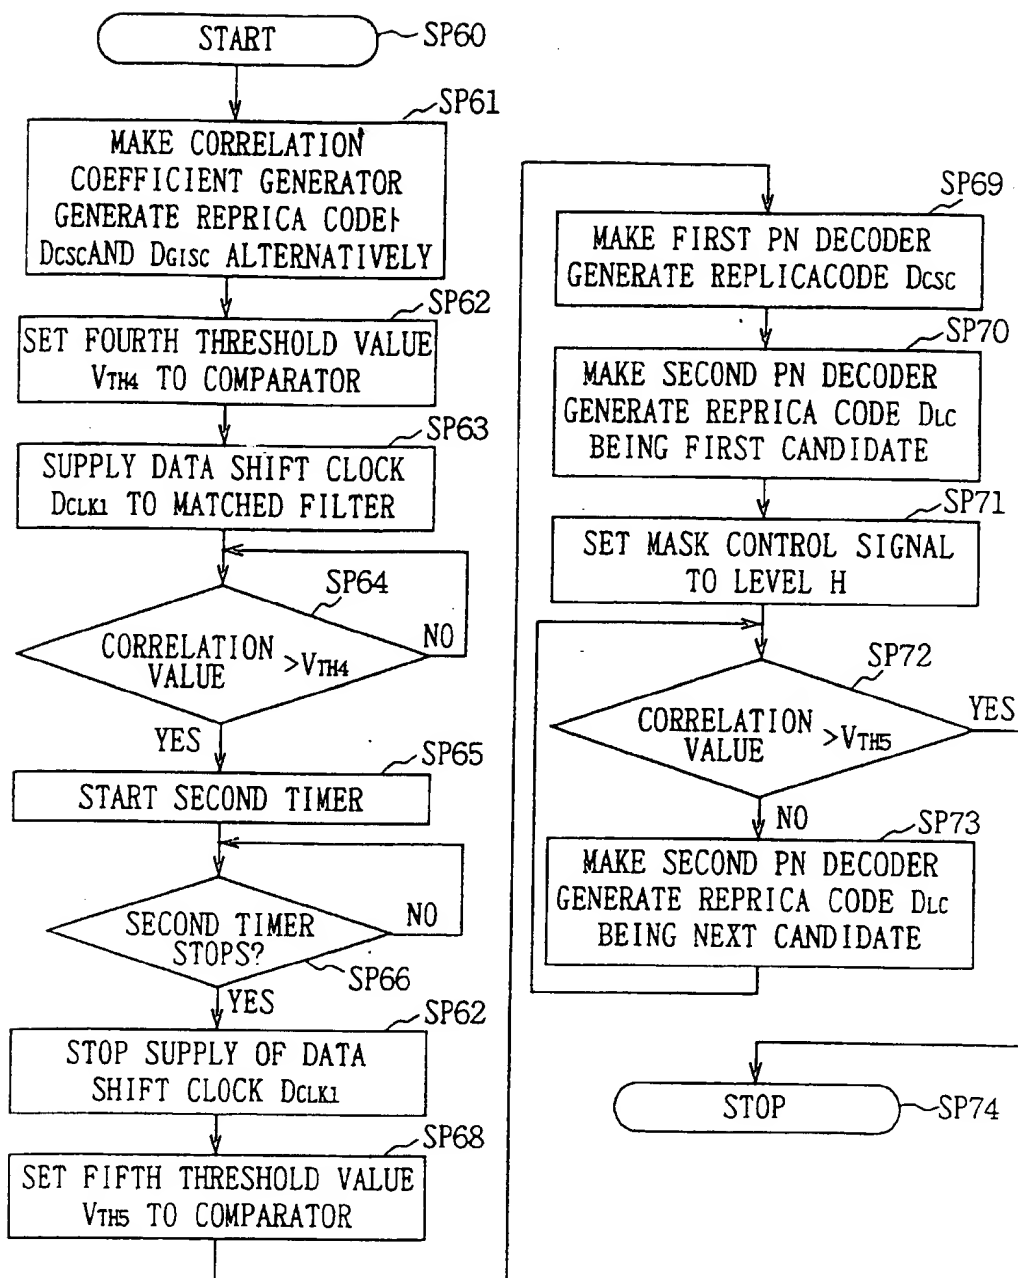 START
SP60
SP61
MAKE CORRELATION
COEFFICIENT GENERATOR
GENERATE REPRICA CODE
DCSC AND DGISC ALTERNATIVELY
SP62
SET FOURTH THRESHOLD VALUE
VTH4 TO COMPARATOR
SP63
SUPPLY DATA SHIFT CLOCK
DCLK1 TO MATCHED FILTER
SP64
CORRELATION
VALUE >VTH4
NO
YES
SP65
START SECOND TIMER
SECOND TIMER
STOPS?
NO
SP66
YES
SP62
STOP SUPPLY OF DATA
SHIFT CLOCK DCLK1
SP68
SET FIFTH THRESHOLD VALUE
VTH5 TO COMPARATOR
SP69
MAKE FIRST PN DECODER
GENERATE REPLICACODE DCSC
SP70
MAKE SECOND PN DECODER
GENERATE REPRICA CODE DLC
BEING FIRST CANDIDATE
SP71
SET MASK CONTROL SIGNAL
TO LEVEL H
SP72
CORRELATION
VALUE >VTH5
YES
NO
SP73
MAKE SECOND PN DECODER
GENERATE REPRICA CODE DLC
BEING NEXT CANDIDATE
STOP
SP74